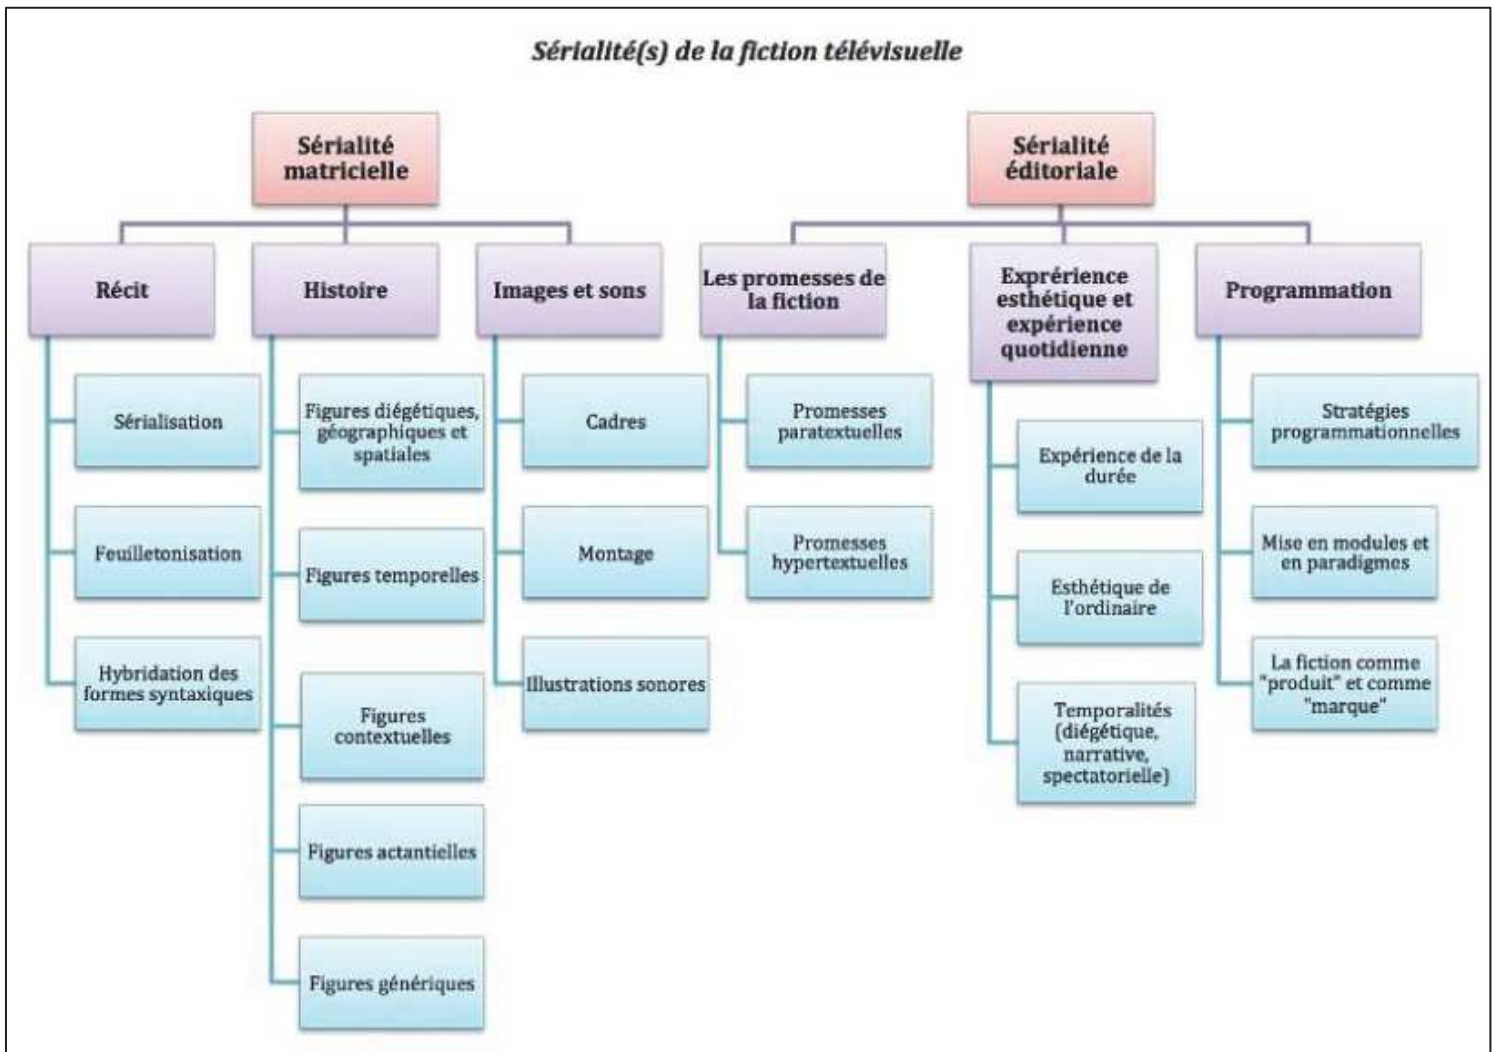 Sérialité(s) de la fiction télévisuelle
Sérialité
matricielle
Récit
Sérialisation
Feuilletonisation
Hybridation des
formes syntaxiques
Histoire
Figures diégétiques,
géographiques et
spatiales
Figures temporelles
Figures
contextuelles
Figures actantielles
Figures génériques
Images et sons
Cadres
Montage
Illustrations sonores
Sérialité
éditoriale
Les promesses de
la fiction
Promesses
paratextuelles
Promesses
hypertextuelles
Exprérience
esthétique et
expérience
quotidienne
Expérience de la
durée
Esthétique de
l'ordinaire
Temporalités
(diégétique,
narrative,
spectatorielle)
Programmation
Stratégies
programmationnelles
Mise en modules et
en paradigmes
La fiction comme
"produit" et comme
"marque"